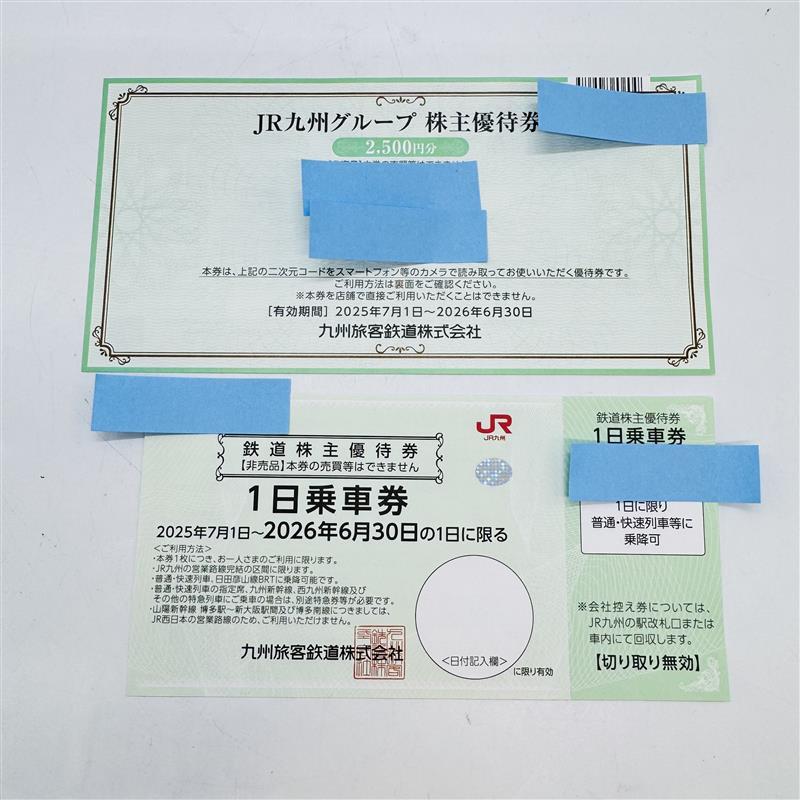 JR九州グループ 株主優待券
2,500円分
本券は、上記の二次元コードをスマートフォン等のカメラで読み取ってお使いいただく優待券です。
ご利用方法は裏面をご確認ください。
※本券を店舗で直接ご利用いただくことはできません。
[有効期間] 2025年7月1日～2026年6月30日
九州旅客鉄道株式会社
鉄道株主優待券
【非売品】本券の売買等はできません
JR
JR九州
1日乗車券
2025年7月1日～2026年6月30日の1日に限る
＜ご利用方法＞
・本券1枚につき、お一人さまのご利用に限ります。
・JR九州の営業路線完結の区間に限ります。
・普通・快速列車、日田彦山線BRTに乗降可能です。
・普通・快速列車の指定席、九州新幹線、西九州新幹線及び
その他の特急列車にご乗車の場合は、別途特急券等が必要です。
・山陽新幹線 博多駅～新大阪駅間及び博多南線につきましては、
JR西日本の営業路線のため、ご利用いただけません。
九州旅客鉄道株式会社
＜日付記入欄＞
に限り有効
鉄道株主優待券
1日乗車券
1日に限り
普通・快速列車等に
乗降可
※会社控え券については、
JR九州の駅改札口または
車内にて回収します。
【切り取り無効】